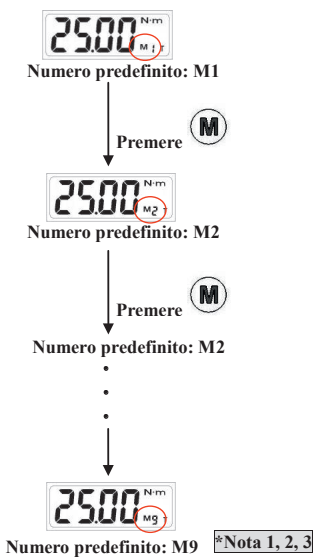 25.00 N·m M1 T
Numero predefinito: M1
Premere M
25.00 N·m M2 T
Numero predefinito: M2
Premere M
Numero predefinito: M2
25.00 N·m M9 T
Numero predefinito: M9 *Nota 1, 2, 3